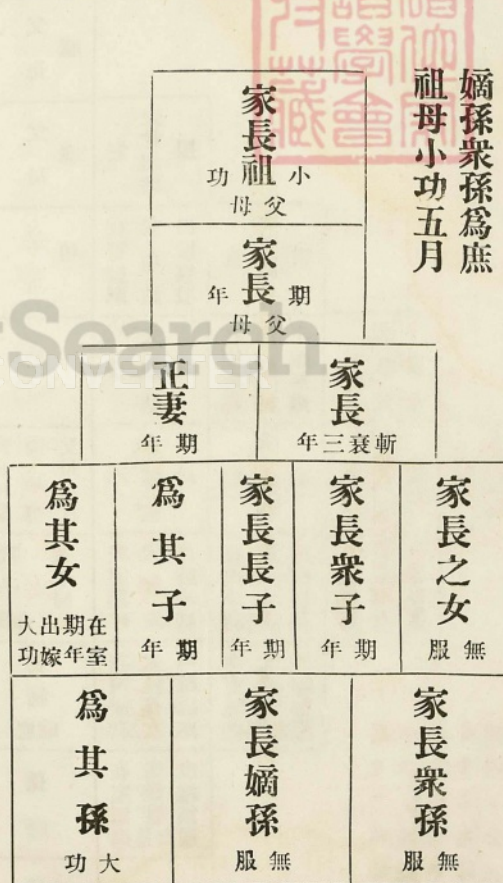 嫡孫衆孫爲庶
祖母小功五月
家長祖
父母
小功
家長
父母
期年
家長
斬衰三年
正妻
期年
家長之女
無服
家長衆子
期年
家長長子
期年
爲其子
期年
爲其女
在室期年出嫁大功
家長衆孫
無服
家長嫡孫
無服
爲其孫
大功
Search
CONVERTER